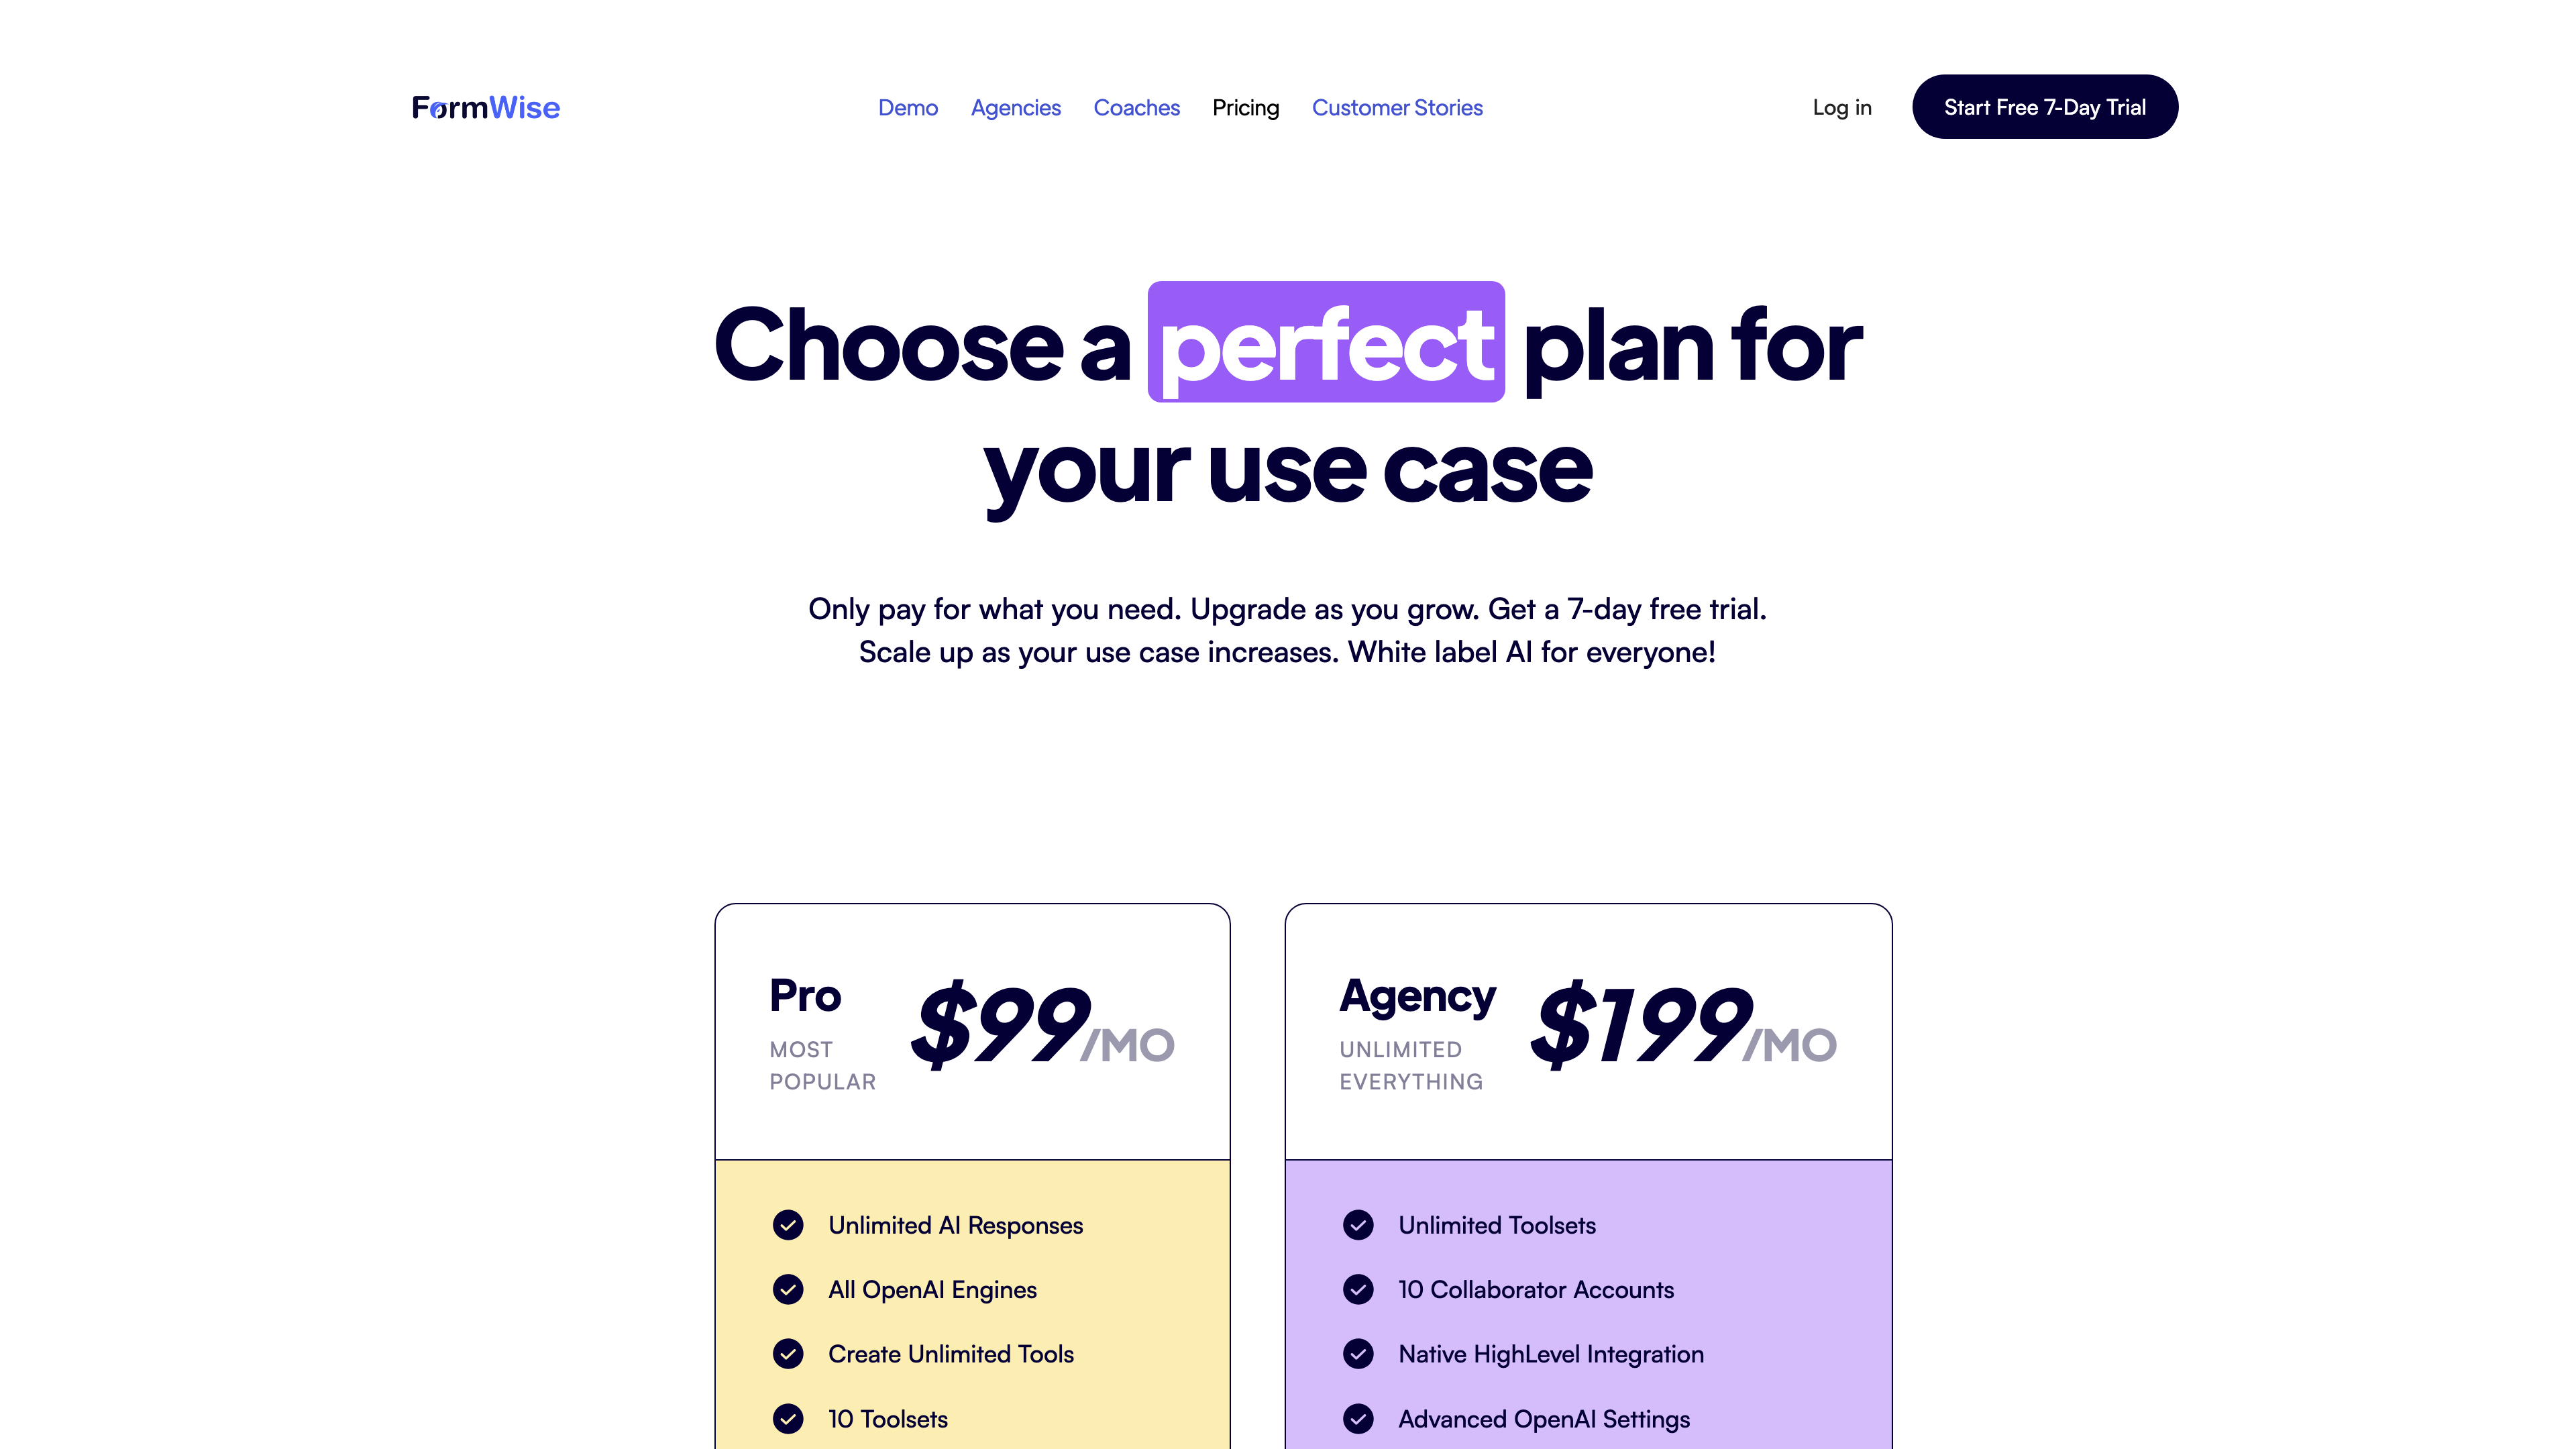 FormWise
Demo Agencies Coaches Pricing Customer Stories
Log in
Start Free 7-Day Trial
Choose a perfect plan for
your use case
Only pay for what you need. Upgrade as you grow. Get a 7-day free trial.
Scale up as your use case increases. White label AI for everyone!
Pro
MOST
POPULAR
$99/MO
Unlimited AI Responses
All OpenAI Engines
Create Unlimited Tools
10 Toolsets
Agency
UNLIMITED
EVERYTHING
$199/MO
Unlimited Toolsets
10 Collaborator Accounts
Native HighLevel Integration
Advanced OpenAI Settings